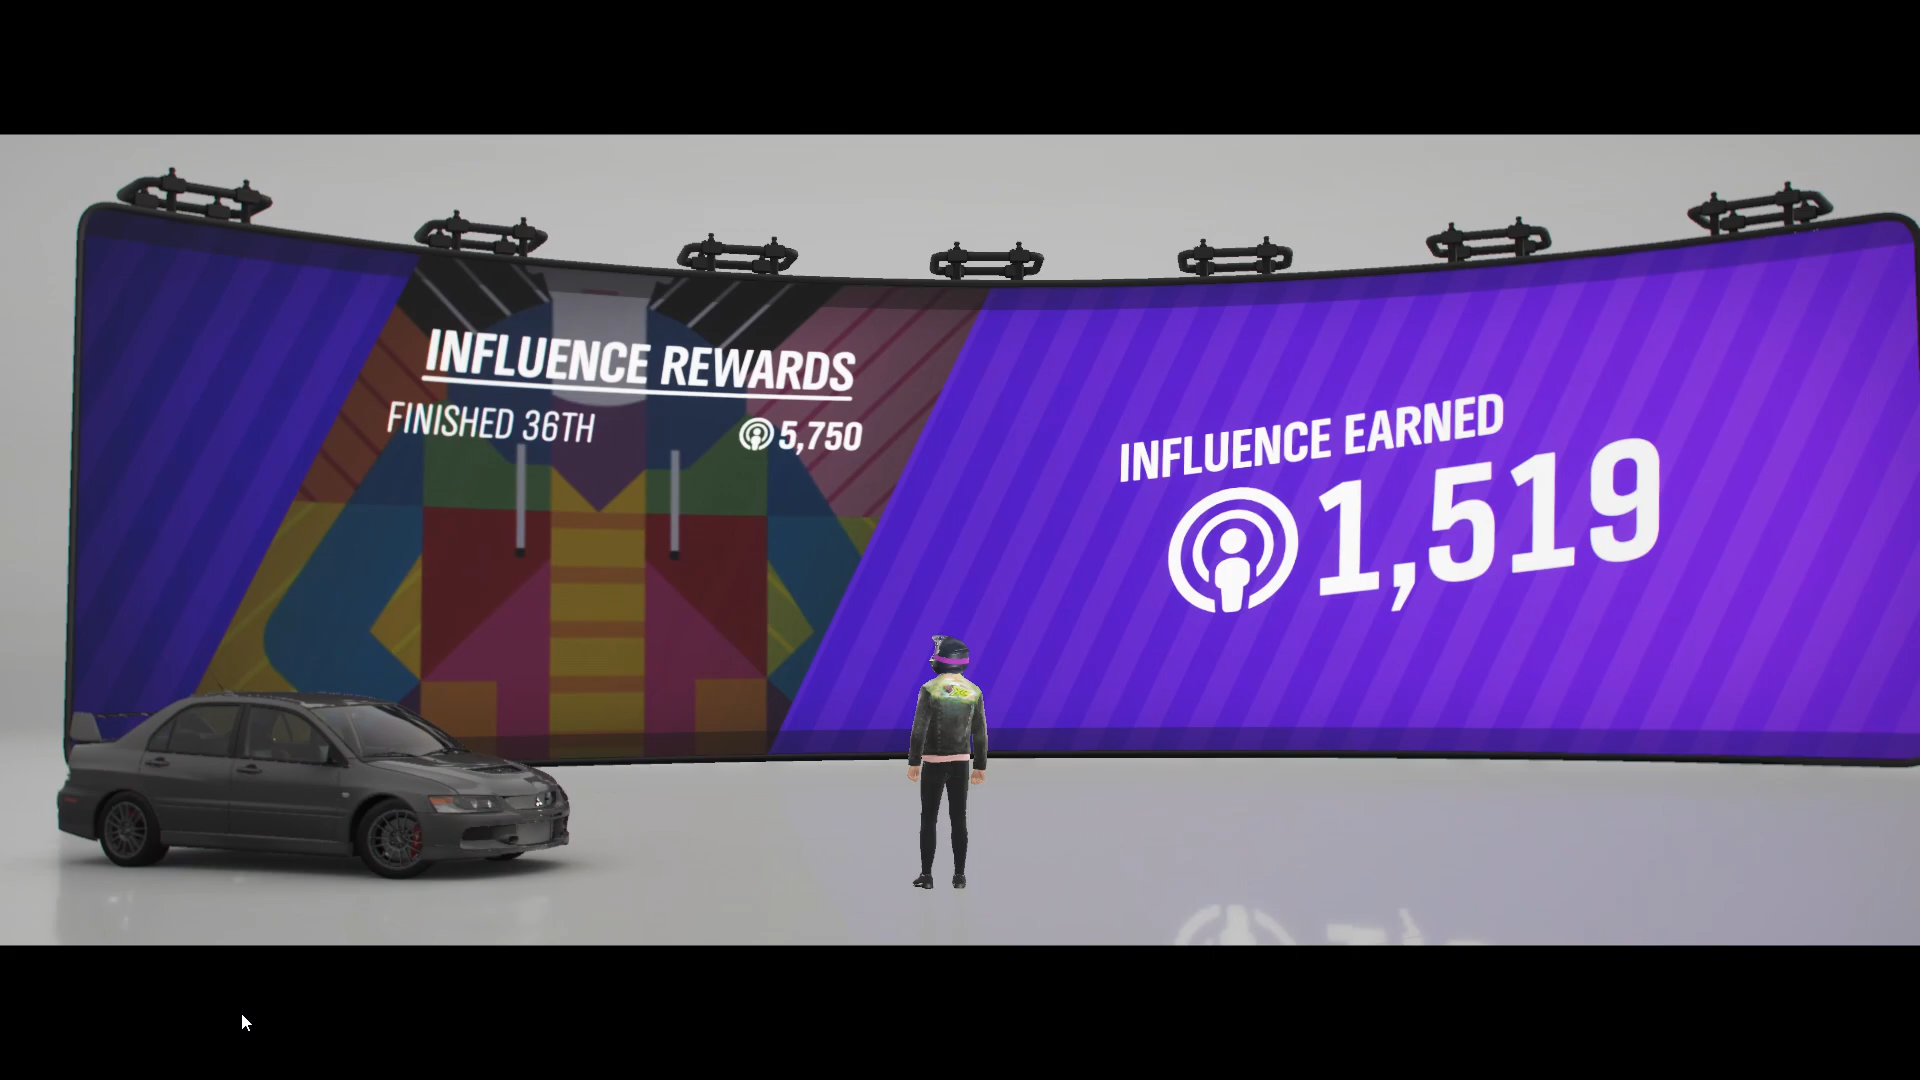 INFLUENCE REWARDS
FINISHED 36TH 5,750
INFLUENCE EARNED
1,519